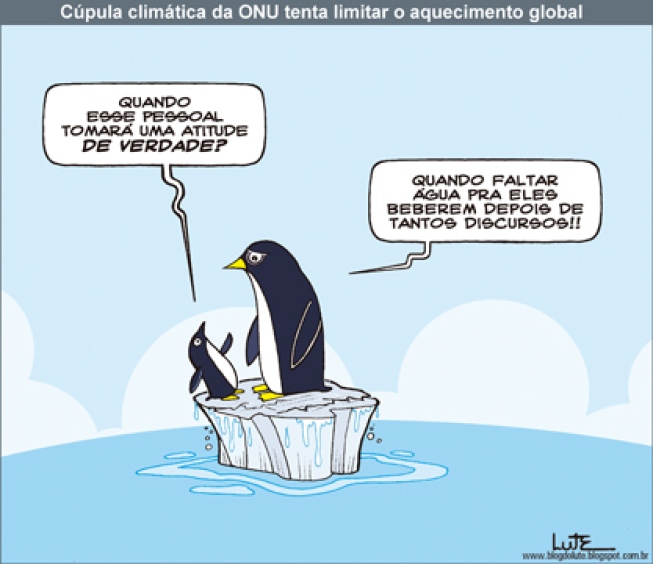 Cúpula climática da ONU tenta limitar o aquecimento global
QUANDO
ESSE PESSOAL
TOMARÁ UMA ATITUDE
DE VERDADE?
QUANDO FALTAR
ÁGUA PRA ELES
BEBEREM DEPOIS DE
TANTOS DISCURSOS!!
LUTE
www.blogdolute.blogspot.com.br